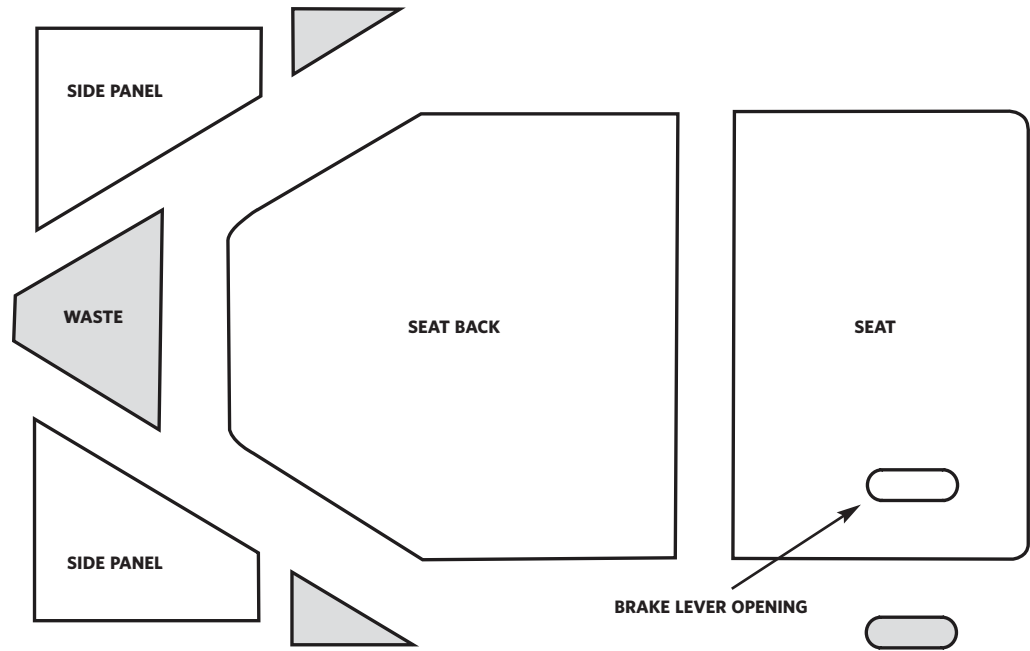 SIDE PANEL
WASTE
SEAT BACK
SEAT
SIDE PANEL
BRAKE LEVER OPENING